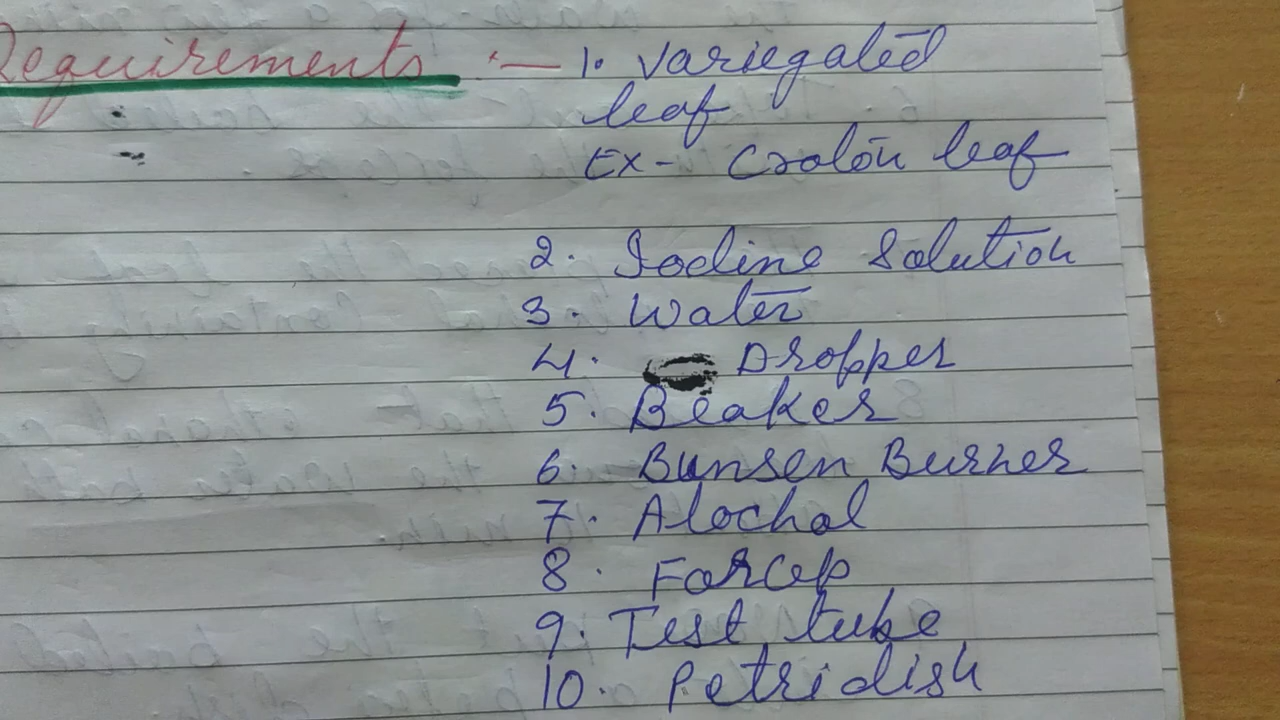 Requirements :— 1. Variegated
leaf
Ex- Croton leaf
2. Iodine Solution
3. Water
4. Dropper
5. Beaker
6. Bunsen Burner
7. Alochol
8. Forcep
9. Test tube
10. Petridish